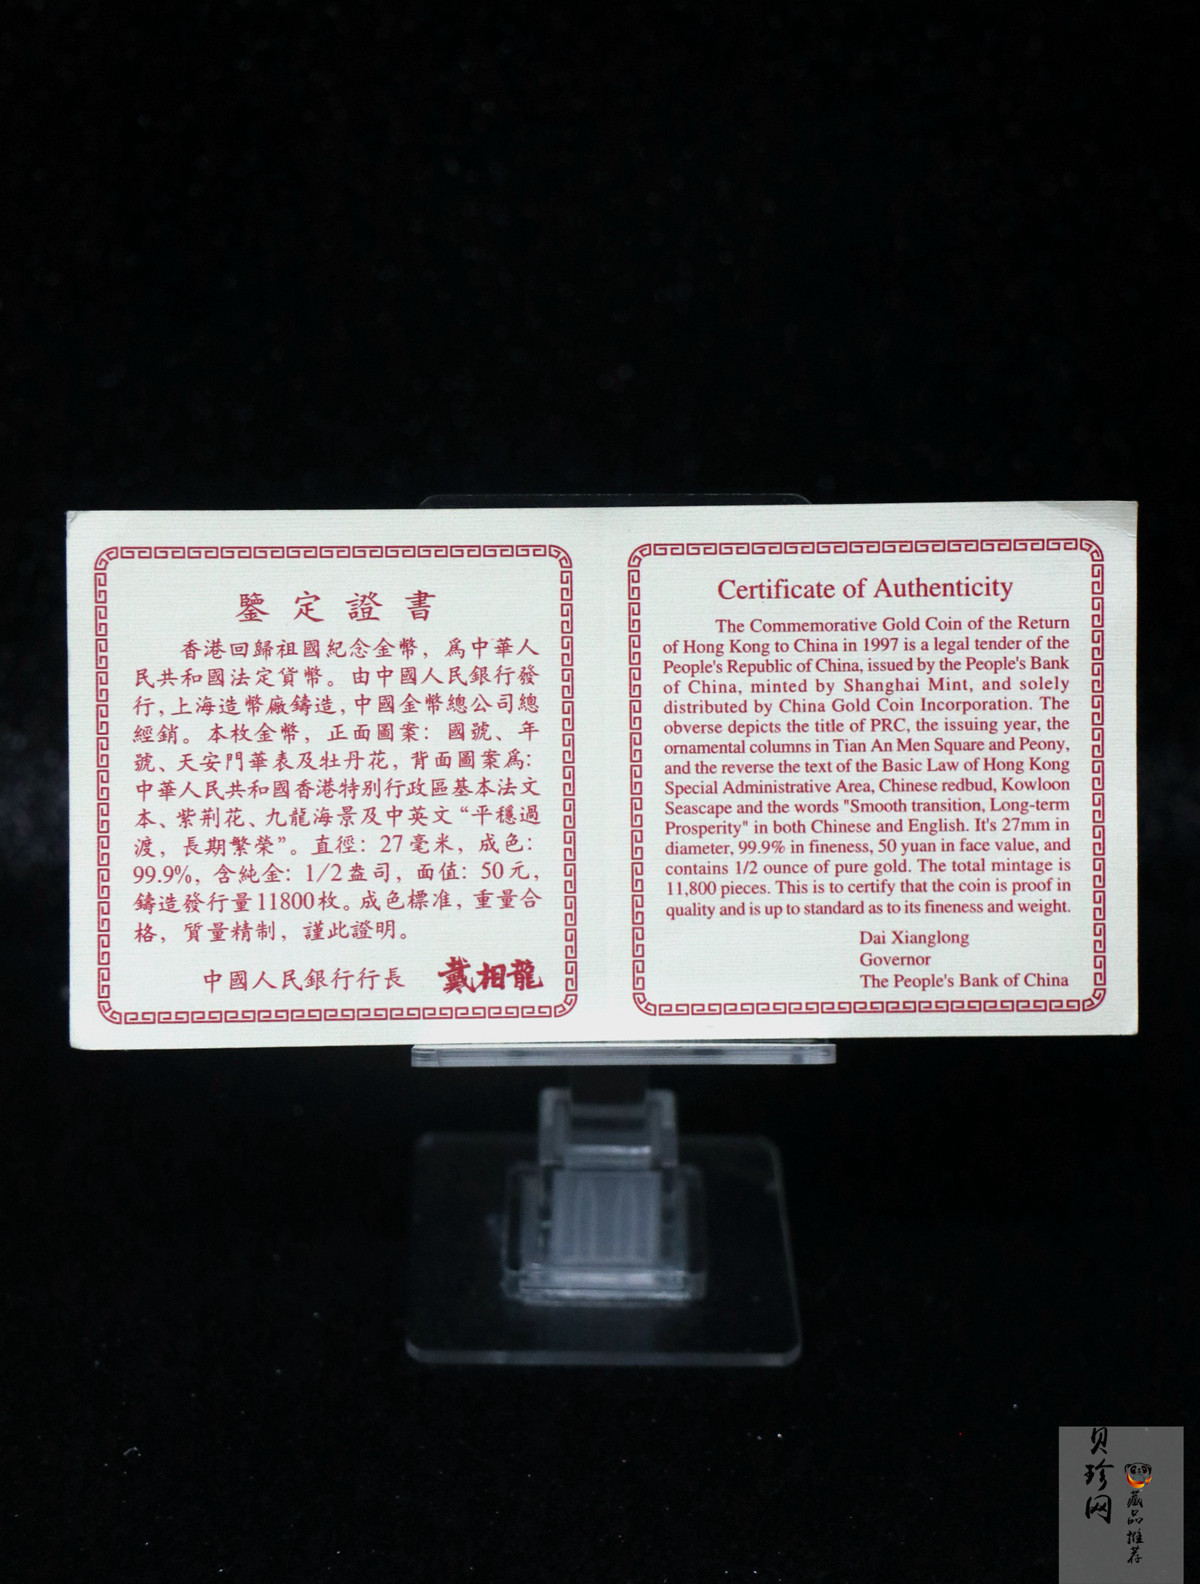 鑒定證書
香港回歸祖國紀念金幣，爲中華人
民共和國法定貨幣。由中國人民銀行發
行，上海造幣廠鑄造，中國金幣總公司總
經銷。本枚金幣，正面圖案：國號、年
號、天安門華表及牡丹花，背面圖案爲：
中華人民共和國香港特别行政區基本法文
本、紫荆花、九龍海景及中英文“平穩過
渡，長期繁榮”。直徑：27毫米，成色：
99.9%，含純金：1/2盎司，面值：50元，
鑄造發行量11800枚。成色標准，重量合
格，質量精制，謹此證明。
中國人民銀行行長 戴相龍
Certificate of Authenticity
The Commemorative Gold Coin of the Return
of Hong Kong to China in 1997 is a legal tender of the
People's Republic of China, issued by the People's Bank
of China, minted by Shanghai Mint, and solely
distributed by China Gold Coin Incorporation. The
obverse depicts the title of PRC, the issuing year, the
ornamental columns in Tian An Men Square and Peony,
and the reverse the text of the Basic Law of Hong Kong
Special Administrative Area, Chinese redbud, Kowloon
Seascape and the words "Smooth transition, Long-term
Prosperity" in both Chinese and English. It's 27mm in
diameter, 99.9% in fineness, 50 yuan in face value, and
contains 1/2 ounce of pure gold. The total mintage is
11,800 pieces. This is to certify that the coin is proof in
quality and is up to standard as to its fineness and weight.
Dai Xianglong
Governor
The People's Bank of China
贝珍网
藏品推荐